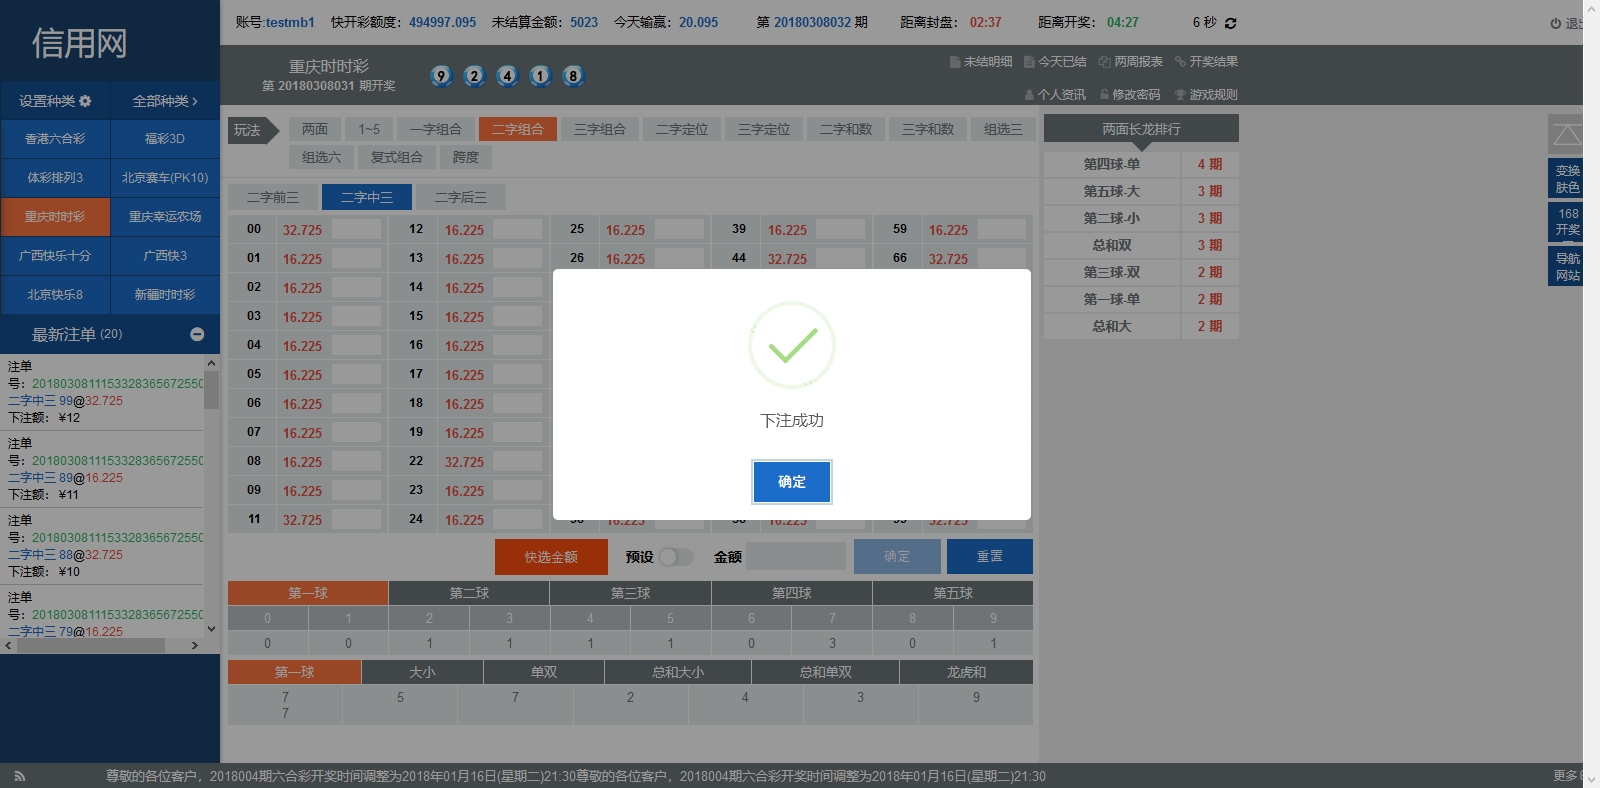 账号:testmb1 快开彩额度：494997.095 未结算金额：5023 今天输赢：20.095 第 20180308032 期 距离封盘： 02:37 距离开奖： 04:27 6 秒
信用网
重庆时时彩
第 20180308031 期开奖
9 2 4 1 8
未结明细 今天已结 两周报表 开奖结果
个人资讯 修改密码 游戏规则
设置种类 全部种类
香港六合彩 福彩3D
体彩排列3 北京赛车(PK10)
重庆时时彩 重庆幸运农场
广西快乐十分 广西快3
北京快乐8 新疆时时彩
最新注单 (20)
注单
号：2018030811153328365672550
二字中三 99@32.725
下注额： ¥12
注单
号：2018030811153328365672550
二字中三 89@16.225
下注额： ¥11
注单
号：2018030811153328365672550
二字中三 88@32.725
下注额： ¥10
注单
号：2018030811153328365672550
二字中三 79@16.225
玩法 两面 1~5 一字组合 二字组合 三字组合 二字定位 三字定位 二字和数 三字和数 组选三
组选六 复式组合 跨度
二字前三 二字中三 二字后三
00 32.725 12 16.225 25 16.225 39 16.225 59 16.225
01 16.225 13 16.225 26 16.225 44 32.725 66 32.725
02 16.225 14 16.225
03 16.225 15 16.225
04 16.225 16 16.225
05 16.225 17 16.225
06 16.225 18 16.225
07 16.225 19 16.225
08 16.225 22 32.725
09 16.225 23 16.225
11 32.725 24 16.225
下注成功
确定
快选金额 预设 金额 确定 重置
第一球 第二球 第三球 第四球 第五球
0 1 2 3 4 5 6 7 8 9
0 0 1 1 1 1 0 3 0 1
第一球 大小 单双 总和大小 总和单双 龙虎和
7 5 7 2 4 3 9
7
两面长龙排行
第四球-单 4 期
第五球-大 3 期
第二球-小 3 期
总和双 3 期
第三球-双 2 期
第一球-单 2 期
总和大 2 期
变换
肤色
168
开奖
导航
网站
尊敬的各位客户，2018004期六合彩开奖时间调整为2018年01月16日(星期二)21:30尊敬的各位客户，2018004期六合彩开奖时间调整为2018年01月16日(星期二)21:30
更多